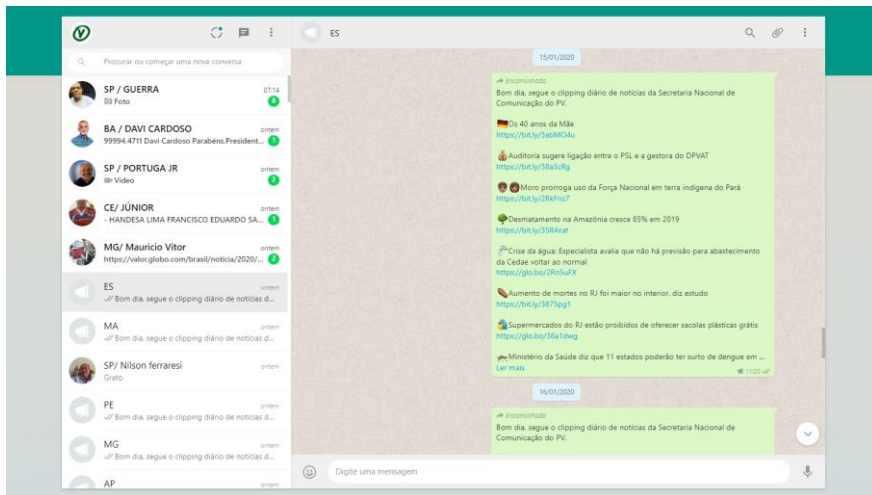 ES
Procurar ou começar uma nova conversa
SP / GUERRA
07:14
Foto
8
BA / DAVI CARDOSO
ontem
99994.4711 Davi Cardoso Parabéns.President...
1
SP / PORTUGA JR
ontem
Vídeo
2
CE/ JÚNIOR
ontem
- HANDESA LIMA FRANCISCO EDUARDO SA...
1
MG/ Mauricio Vitor
ontem
https://valor.globo.com/brasil/noticia/2020/...
2
ES
ontem
Bom dia, segue o clipping diário de notícias d...
MA
ontem
Bom dia, segue o clipping diário de notícias d...
SP/ Nilson ferraresi
ontem
Grato
PE
ontem
Bom dia, segue o clipping diário de notícias d...
MG
ontem
Bom dia, segue o clipping diário de notícias d...
AP
ontem
15/01/2020
Encaminhada
Bom dia, segue o clipping diário de notícias da Secretaria Nacional de
Comunicação do PV.
Os 40 anos da Mãe
https://bit.ly/3abMO4u
Auditoria sugere ligação entre o PSL e a gestora do DPVAT
https://bit.ly/38a3cRg
Moro prorroga uso da Força Nacional em terra indígena do Pará
https://bit.ly/2RkFnz7
Desmatamento na Amazônia cresce 85% em 2019
https://bit.ly/35RArat
Crise da água: Especialista avalia que não há previsão para abastecimento
da Cedae voltar ao normal
https://glo.bo/2Rn5uFX
Aumento de mortes no RJ foi maior no interior, diz estudo
https://bit.ly/3875pg1
Supermercados do RJ estão proibidos de oferecer sacolas plásticas grátis
https://glo.bo/38a1dwg
Ministério da Saúde diz que 11 estados poderão ter surto de dengue em ...
Ler mais
11:25
16/01/2020
Encaminhada
Bom dia, segue o clipping diário de notícias da Secretaria Nacional de
Comunicação do PV.
Digite uma mensagem